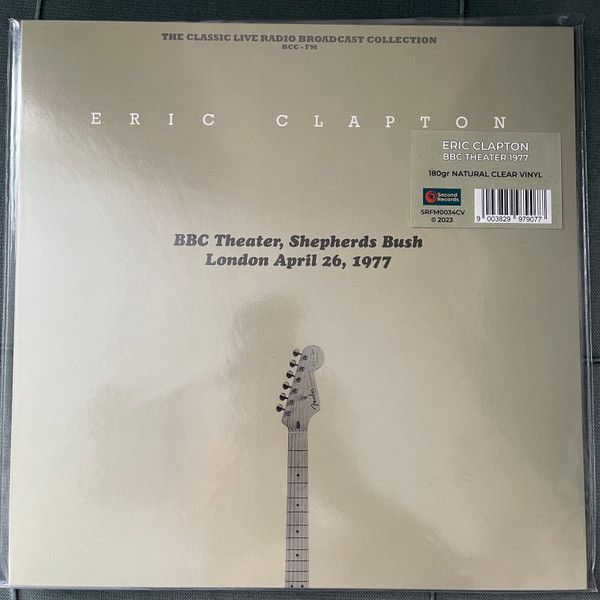 THE CLASSIC LIVE RADIO BROADCAST COLLECTION
BCC - FM
ERIC CLAPTON
ERIC CLAPTON
BBC THEATER 1977
180gr NATURAL CLEAR VINYL
Second
Records
SRFM0034CV
© 2023
9 003829 979077
BBC Theater, Shepherds Bush
London April 26, 1977
Fender